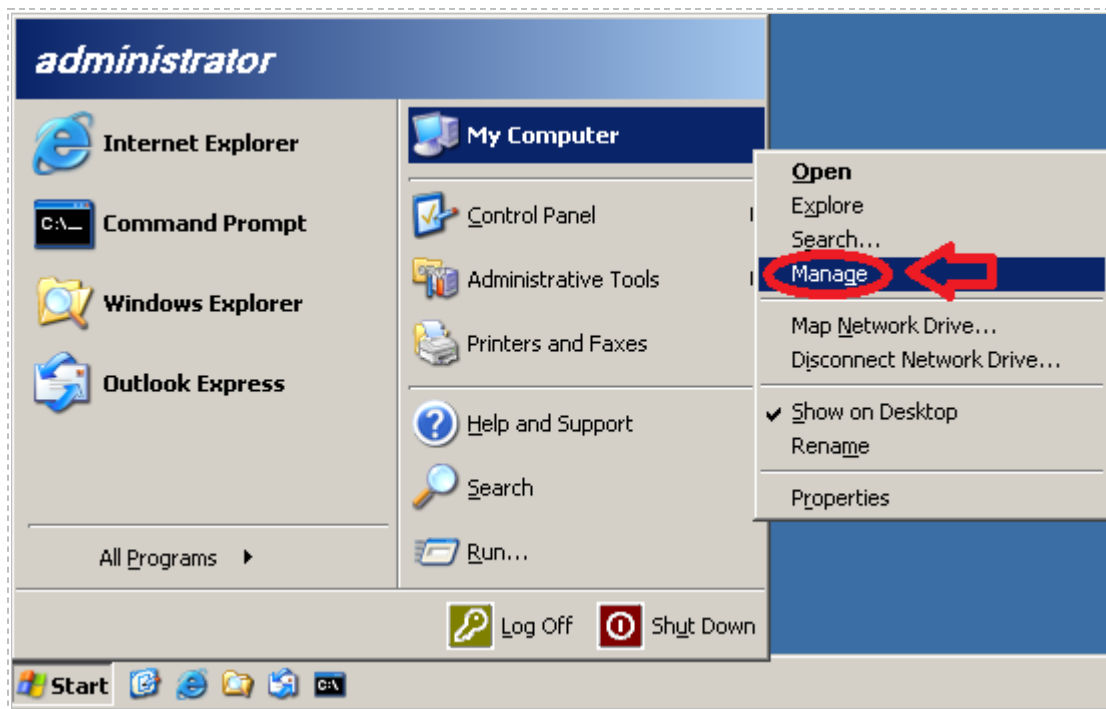 administrator
Internet Explorer
Command Prompt
Windows Explorer
Outlook Express
All Programs
My Computer
Control Panel
Administrative Tools
Printers and Faxes
Help and Support
Search
Run...
Open
Explore
Search...
Manage
Map Network Drive...
Disconnect Network Drive...
Show on Desktop
Rename
Properties
Log Off
Shut Down
Start
C:\_
C:\